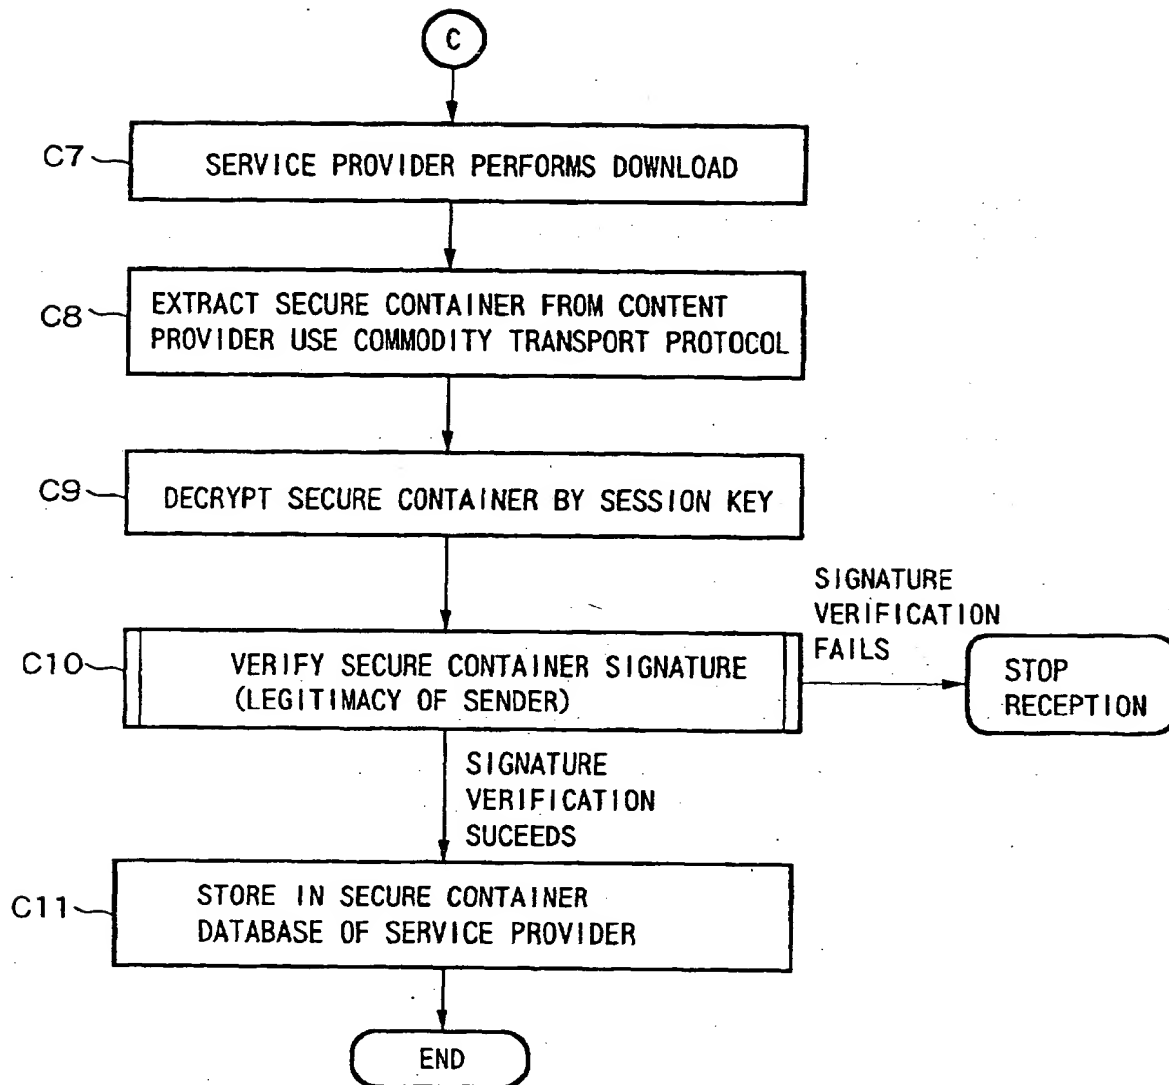 C
C7
SERVICE PROVIDER PERFORMS DOWNLOAD
C8
EXTRACT SECURE CONTAINER FROM CONTENT
PROVIDER USE COMMODITY TRANSPORT PROTOCOL
C9
DECRYPT SECURE CONTAINER BY SESSION KEY
SIGNATURE
VERIFICATION
FAILS
C10
VERIFY SECURE CONTAINER SIGNATURE
(LEGITIMACY OF SENDER)
STOP
RECEPTION
SIGNATURE
VERIFICATION
SUCEEDS
C11
STORE IN SECURE CONTAINER
DATABASE OF SERVICE PROVIDER
END